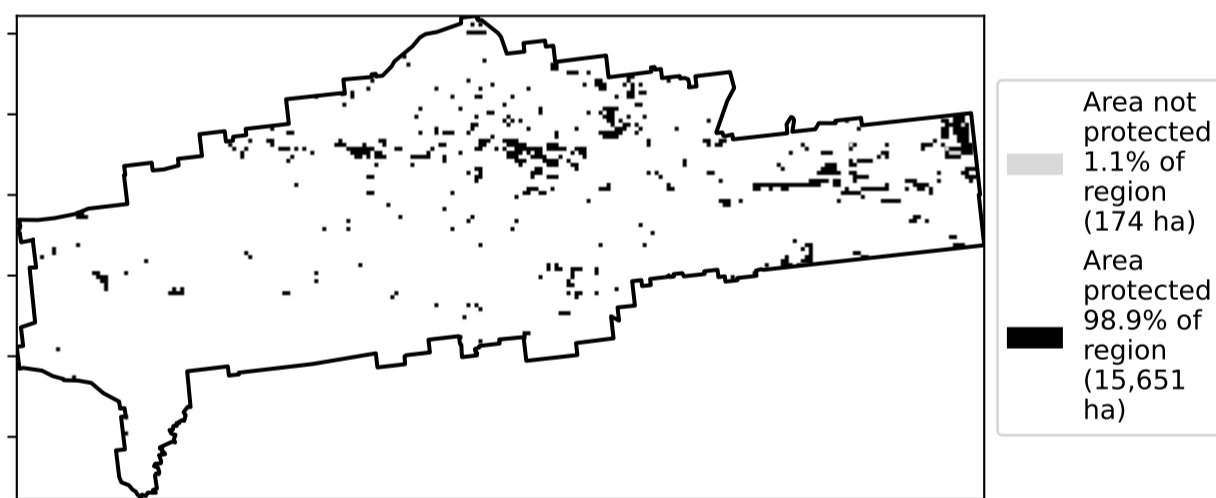 Area not
protected
1.1% of
region
(174 ha)
Area
protected
98.9% of
region
(15,651
ha)